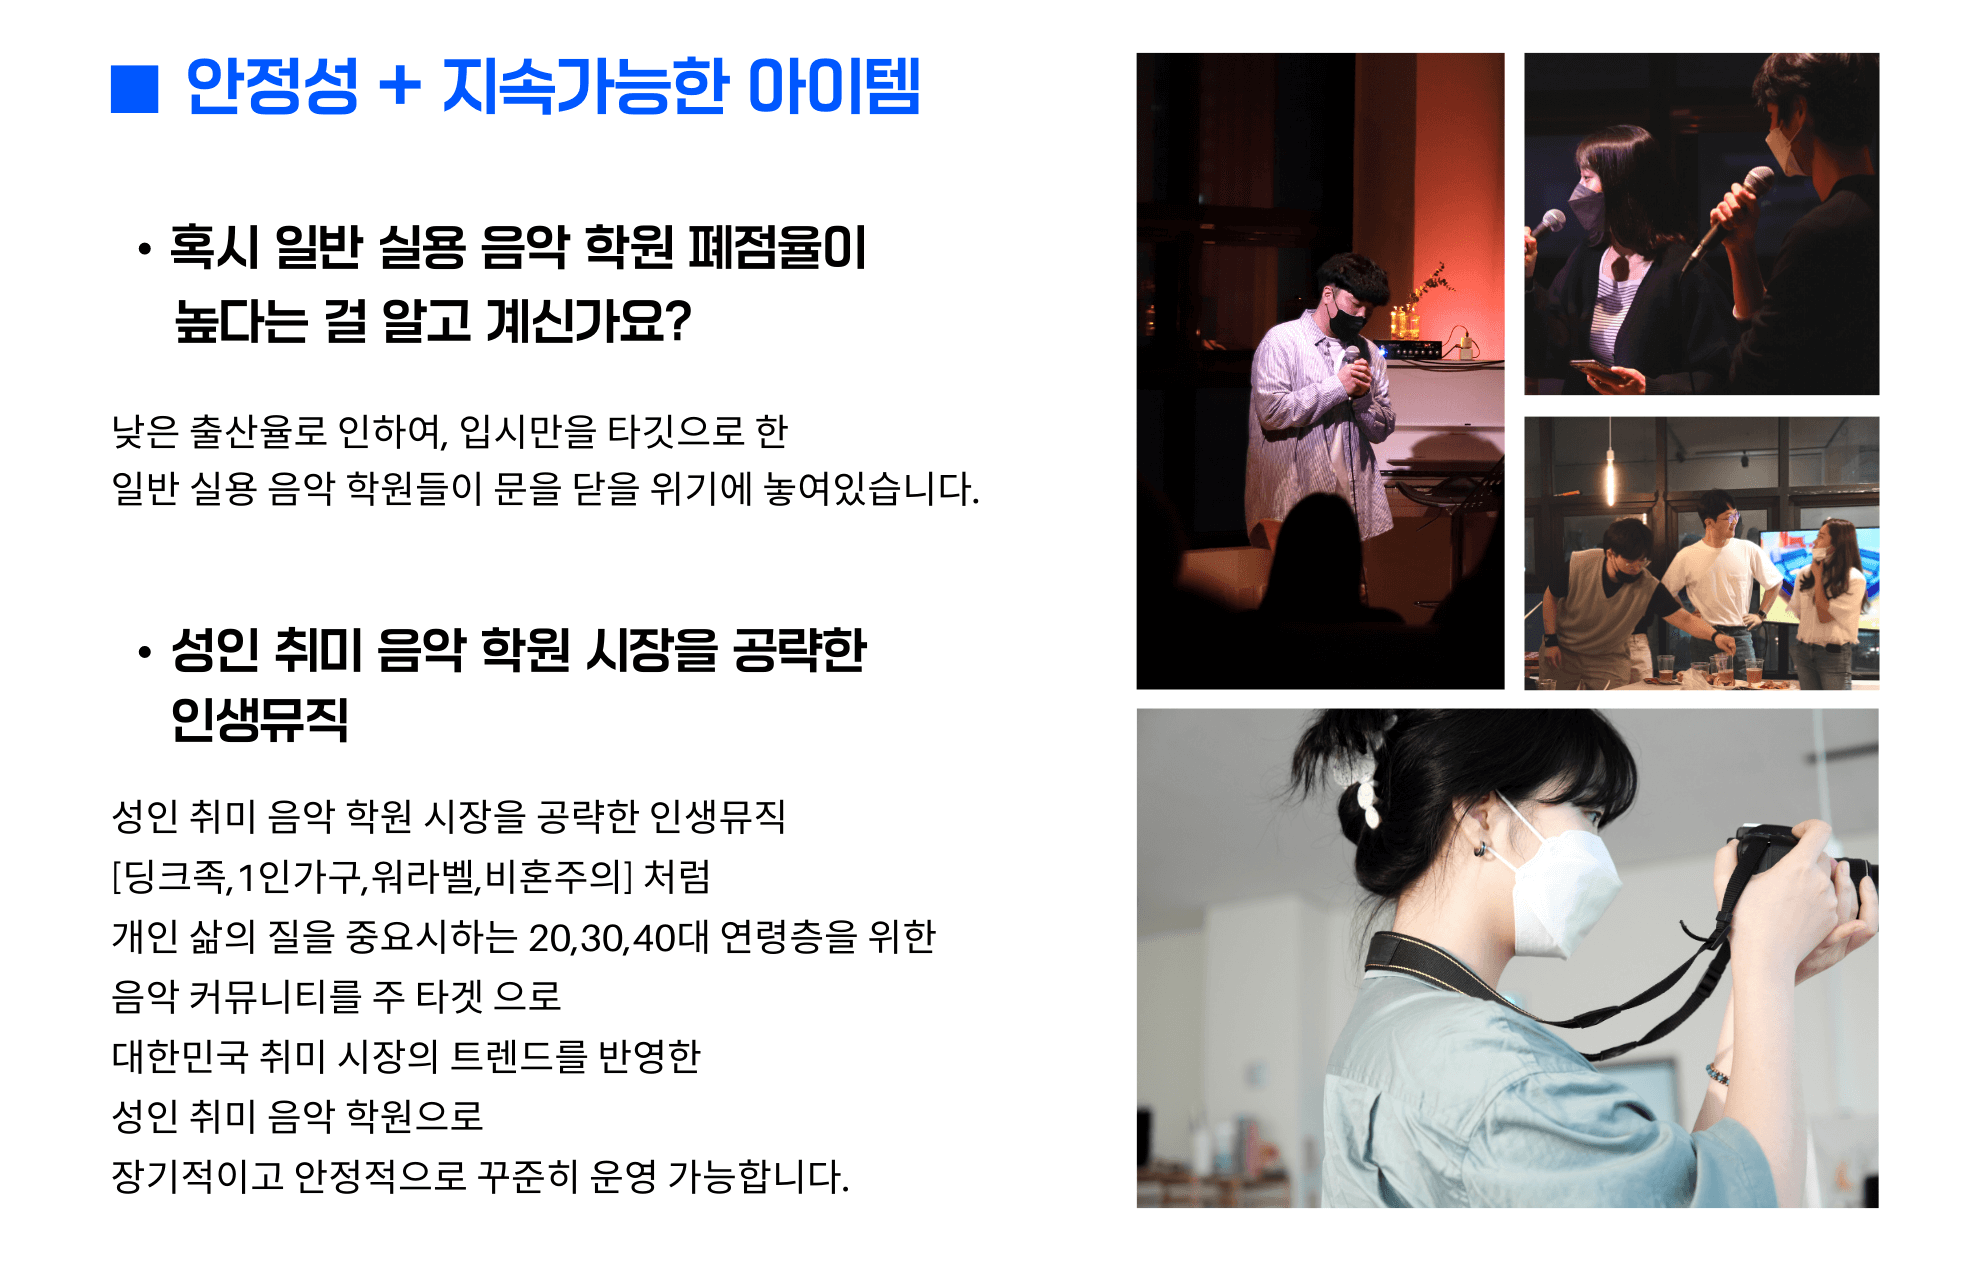 ■ 안정성 + 지속가능한 아이템
• 혹시 일반 실용 음악 학원 폐점율이
높다는 걸 알고 계신가요?
낮은 출산율로 인하여, 입시만을 타깃으로 한
일반 실용 음악 학원들이 문을 닫을 위기에 놓여있습니다.
• 성인 취미 음악 학원 시장을 공략한
인생뮤직
성인 취미 음악 학원 시장을 공략한 인생뮤직
[딩크족,1인가구,워라벨,비혼주의] 처럼
개인 삶의 질을 중요시하는 20,30,40대 연령층을 위한
음악 커뮤니티를 주 타겟 으로
대한민국 취미 시장의 트렌드를 반영한
성인 취미 음악 학원으로
장기적이고 안정적으로 꾸준히 운영 가능합니다.